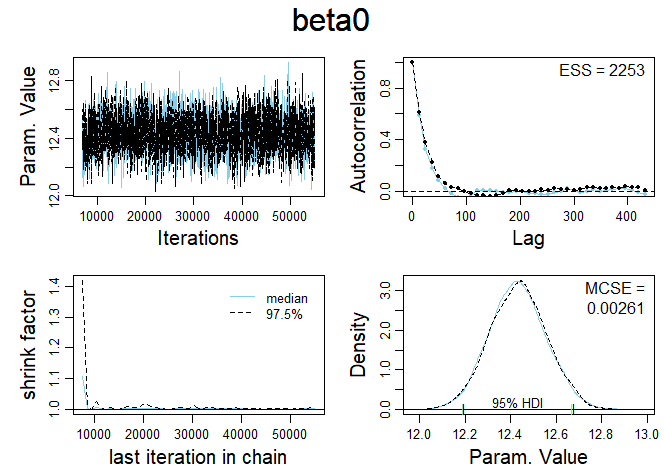 beta0
Param. Value
12.0 12.4 12.8
10000 20000 30000 40000 50000
Iterations
Autocorrelation
0.0 0.4 0.8
ESS = 2253
0 100 200 300 400
Lag
shrink factor
1.0 1.1 1.2 1.3 1.4
median
97.5%
10000 20000 30000 40000 50000
last iteration in chain
Density
0.0 1.0 2.0 3.0
MCSE =
0.00261
95% HDI
12.0 12.2 12.4 12.6 12.8 13.0
Param. Value